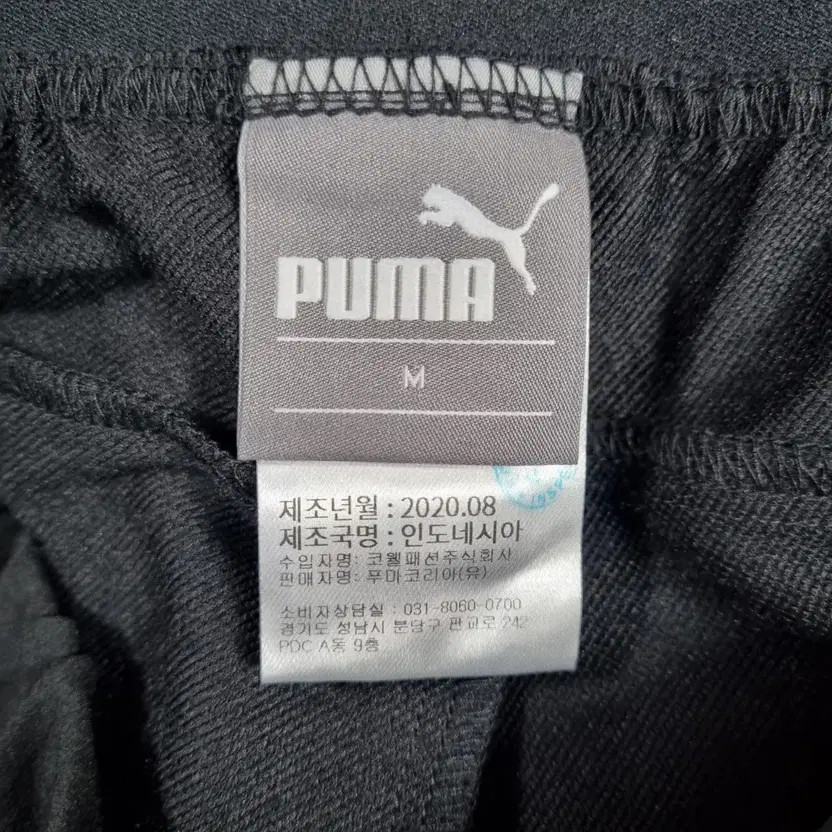 PUMA
M
제조년월 : 2020.08
제조국명 : 인도네시아
수입자명: 코웰패션주식회사
판매자명: 푸마코리아(유)
소비자상담실 : 031-8060-0700
경기도 성남시 분당구 판교로 242
PDC A동 9층